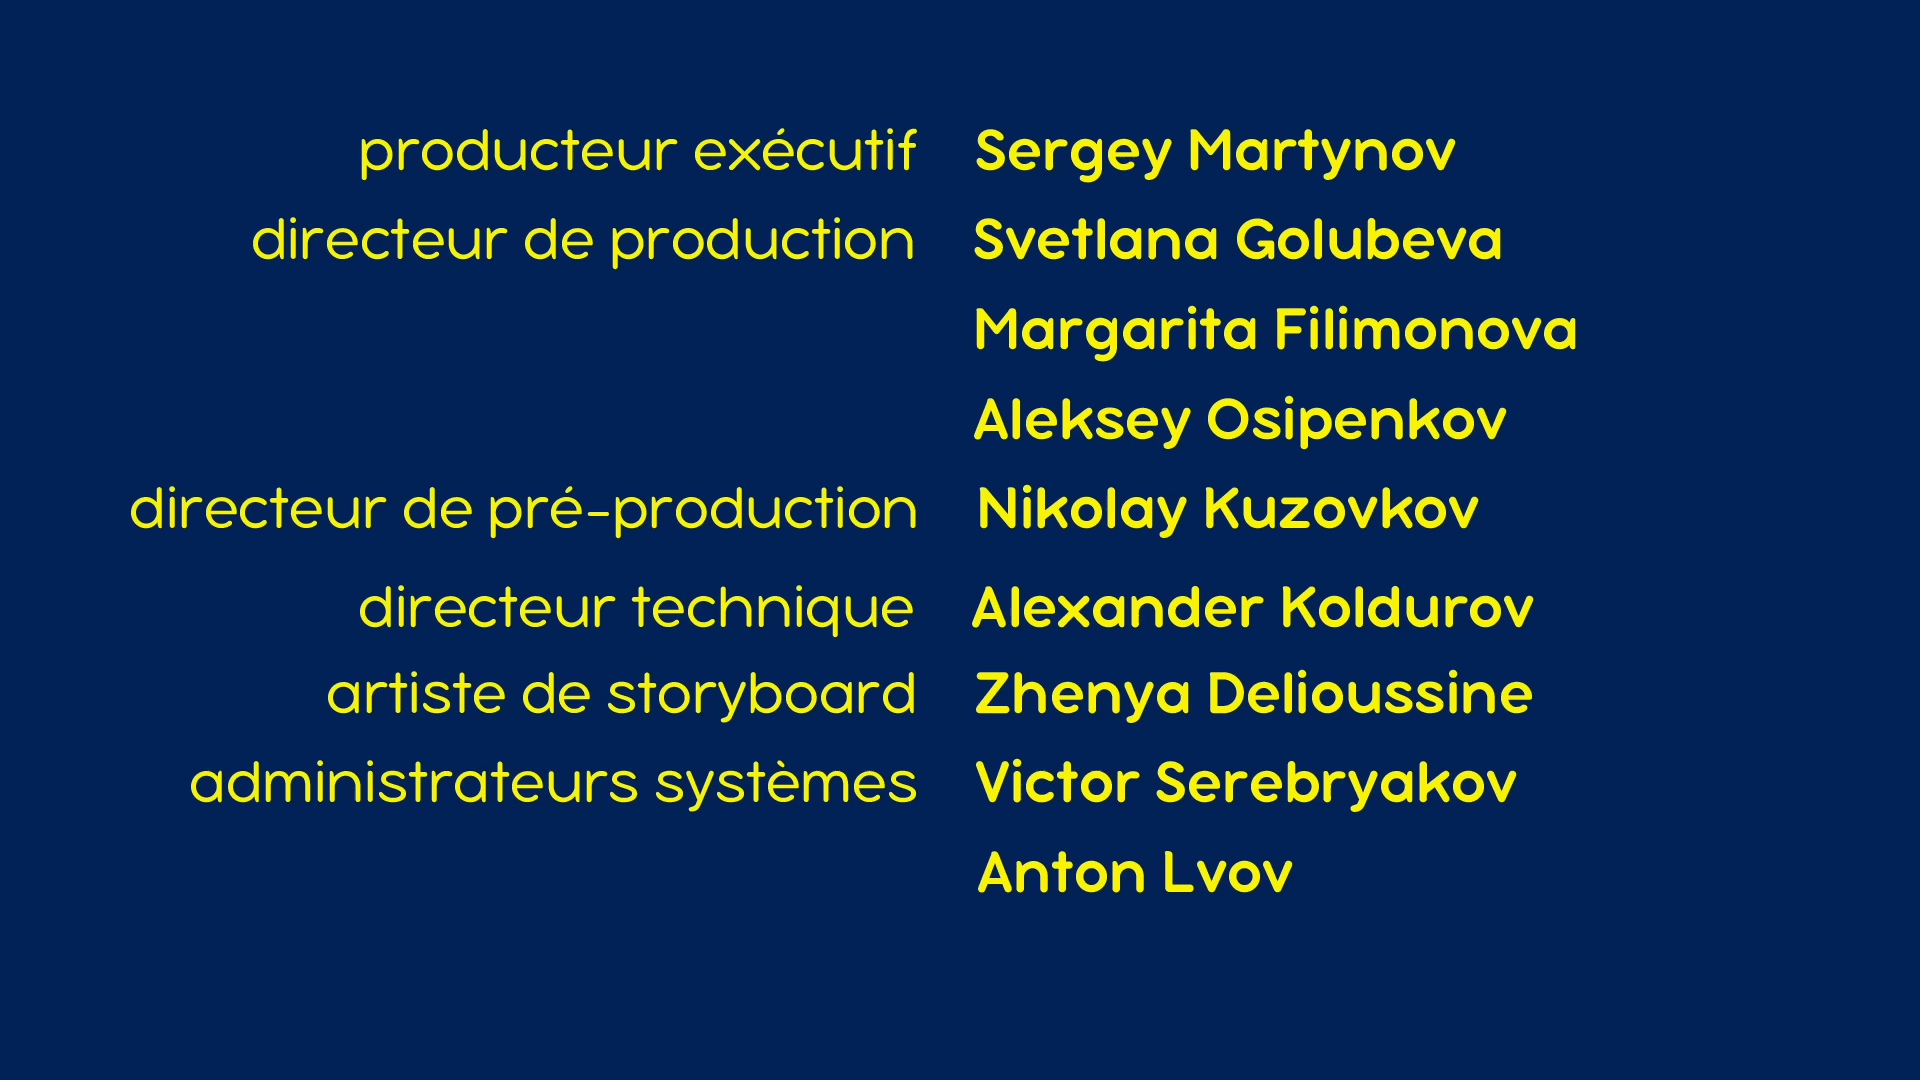 producteur exécutif Sergey Martynov
directeur de production Svetlana Golubeva
Margarita Filimonova
Aleksey Osipenkov
directeur de pré-production Nikolay Kuzovkov
directeur technique Alexander Koldurov
artiste de storyboard Zhenya Delioussine
administrateurs systèmes Victor Serebryakov
Anton Lvov